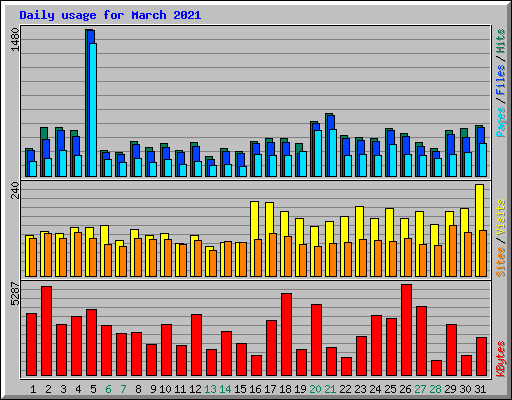 Daily usage for March 2021
1480
Pages / Files / Hits
240
Sites / Visits
5287
KBytes
1 2 3 4 5 6 7 8 9 10 11 12 13 14 15 16 17 18 19 20 21 22 23 24 25 26 27 28 29 30 31